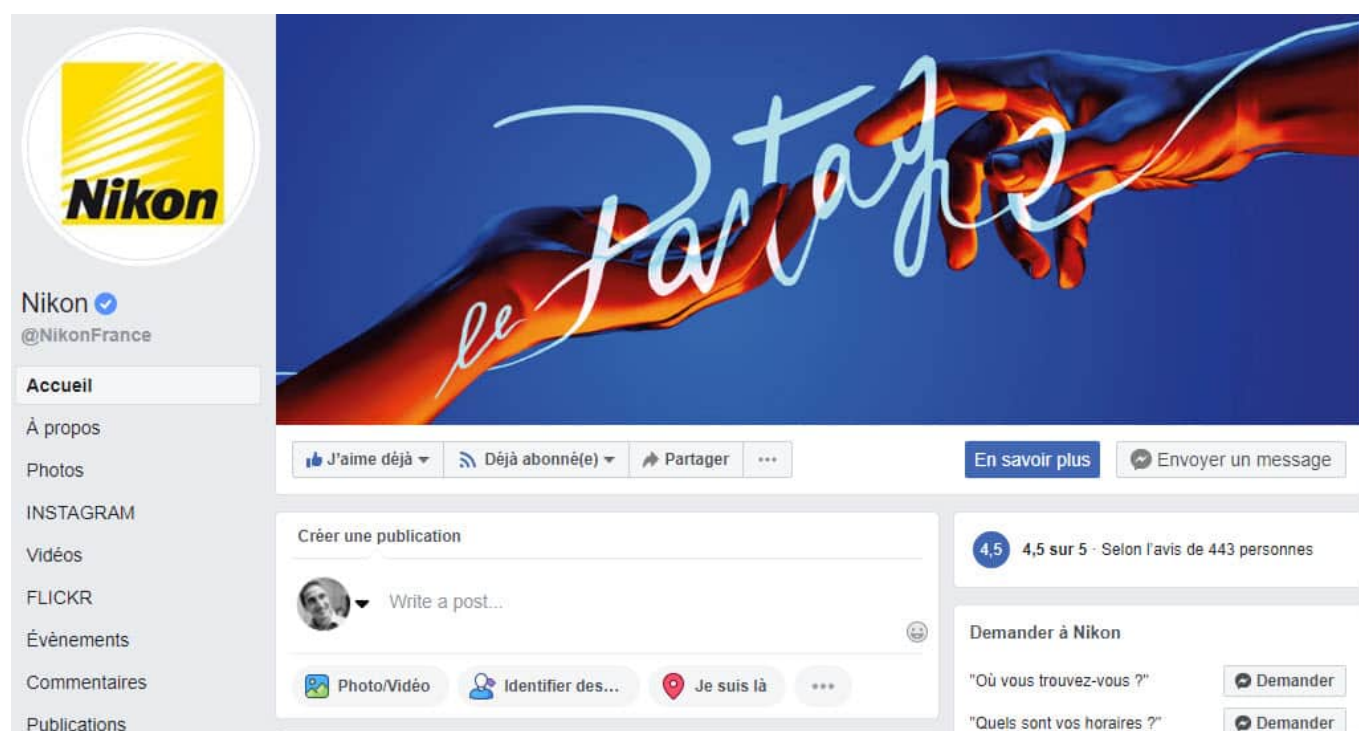 Nikon
Nikon
@NikonFrance
Accueil
À propos
Photos
INSTAGRAM
Vidéos
FLICKR
Évènements
Commentaires
Publications
le Partage
J'aime déjà
Déjà abonné(e)
Partager
En savoir plus
Envoyer un message
Créer une publication
Write a post...
Photo/Vidéo
Identifier des...
Je suis là
4,5
4,5 sur 5 · Selon l'avis de 443 personnes
Demander à Nikon
"Où vous trouvez-vous ?"
Demander
"Quels sont vos horaires ?"
Demander